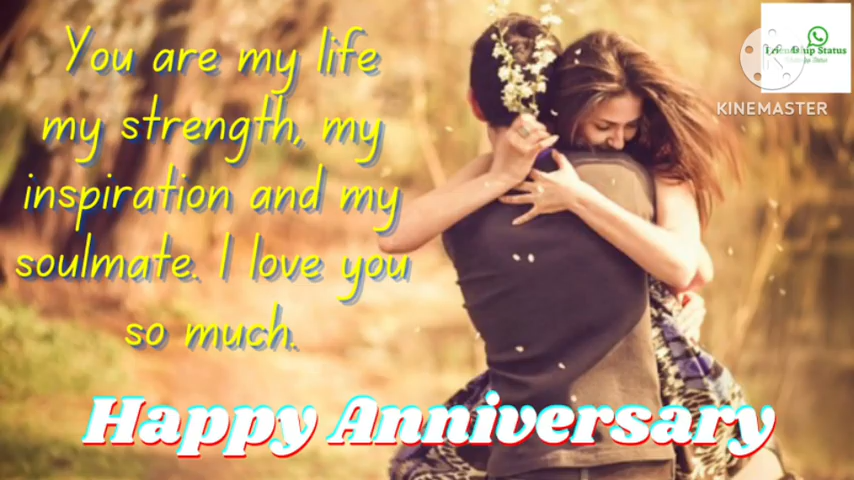 You are my life
my strength, my
inspiration and my
soulmate. I love you
so much.
Happy Anniversary
KINEMASTER
Status